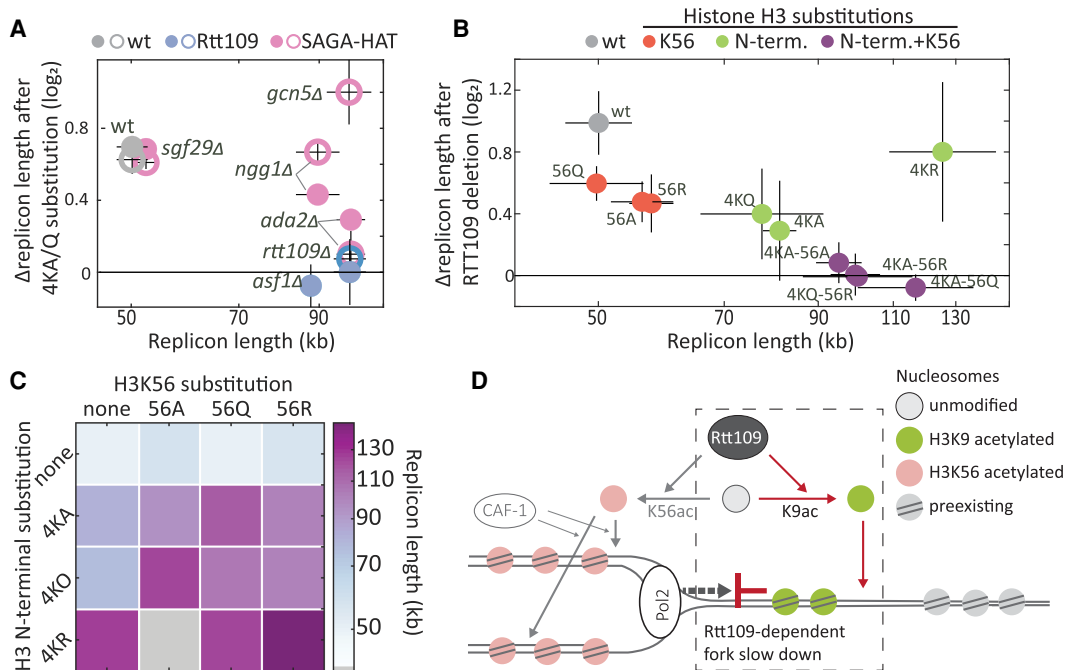 A
wt Rtt109 SAGA-HAT
Δreplicon length after
4KA/Q substitution (log₂)
0.8
0.4
0
gcn5Δ
wt
sgf29Δ
ngg1Δ
ada2Δ
rtt109Δ
asf1Δ
50 70 90
Replicon length (kb)
B
Histone H3 substitutions
wt K56 N-term. N-term.+K56
Δreplicon length after
RTT109 deletion (log₂)
1.2
0.8
0.4
0
wt
56Q
56R
56A
4KQ
4KA
4KR
4KA-56A
4KA-56R
4KQ-56R
4KA-56Q
50 70 90 110 130
Replicon length (kb)
C
H3K56 substitution
none 56A 56Q 56R
H3 N-terminal substitution
none
4KA
4KO
4KR
130
110
90
70
50
Replicon length (kb)
D
Nucleosomes
unmodified
H3K9 acetylated
H3K56 acetylated
preexisting
Rtt109
K56ac
K9ac
CAF-1
Pol2
Rtt109-dependent
fork slow down